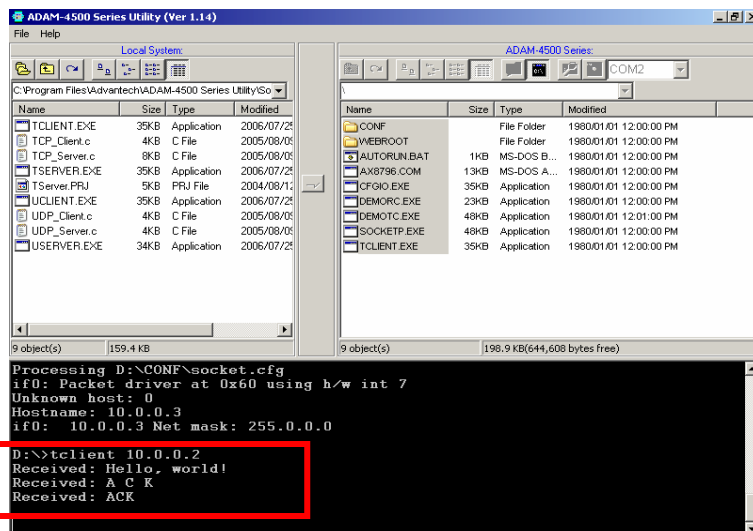 ADAM-4500 Series Utility (Ver 1.14)
File Help
Local System:
C:\Program Files\Advantech\ADAM-4500 Series Utility\So
Name Size Type Modified
TCLIENT.EXE 35KB Application 2006/07/25
TCP_Client.c 4KB C File 2005/08/09
TCP_Server.c 8KB C File 2005/08/09
TSERVER.EXE 35KB Application 2006/07/25
TServer.PRJ 5KB PRJ File 2004/08/12
UCLIENT.EXE 35KB Application 2006/07/25
UDP_Client.c 4KB C File 2005/08/09
UDP_Server.c 4KB C File 2005/08/09
USERVER.EXE 34KB Application 2006/07/25
9 object(s) 159.4 KB
ADAM-4500 Series:
COM2
\
Name Size Type Modified
CONF File Folder 1980/01/01 12:00:00 PM
WEBROOT File Folder 1980/01/01 12:00:00 PM
AUTORUN.BAT 1KB MS-DOS B... 1980/01/01 12:00:00 PM
AX8796.COM 13KB MS-DOS A... 1980/01/01 12:00:00 PM
CFGIO.EXE 35KB Application 1980/01/01 12:00:00 PM
DEMORC.EXE 23KB Application 1980/01/01 12:00:00 PM
DEMOTC.EXE 48KB Application 1980/01/01 12:01:00 PM
SOCKETP.EXE 48KB Application 1980/01/01 12:00:00 PM
TCLIENT.EXE 35KB Application 1980/01/01 12:00:00 PM
9 object(s) 198.9 KB(644,608 bytes free)
Processing D:\CONF\socket.cfg
if0: Packet driver at 0x60 using h/w int 7
Unknown host: 0
Hostname: 10.0.0.3
if0: 10.0.0.3 Net mask: 255.0.0.0
D:\>tclient 10.0.0.2
Received: Hello, world!
Received: A C K
Received: ACK